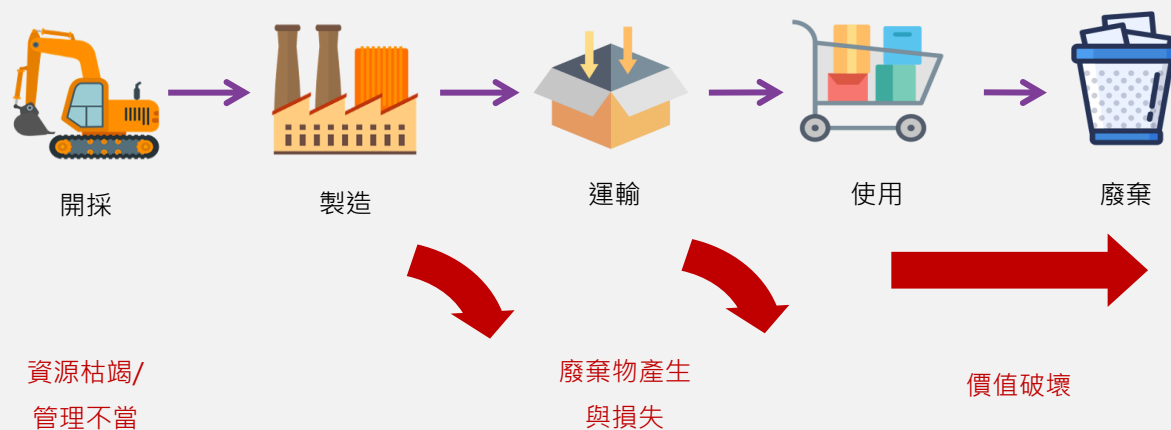 開採
製造
運輸
使用
廢棄
資源枯竭/
管理不當
廢棄物產生
與損失
價值破壞